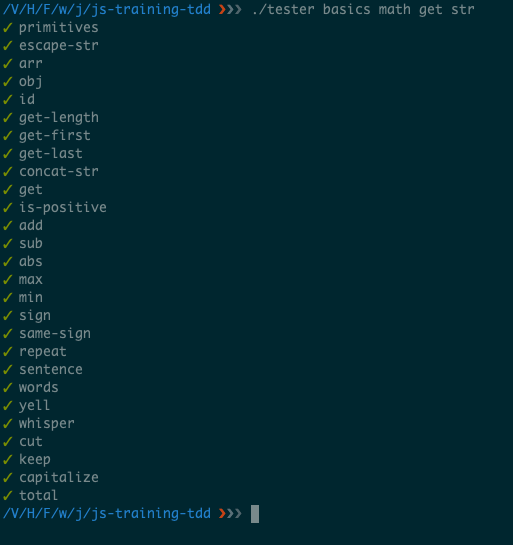 /V/H/F/w/j/js-training-tdd ❯❯❯ ./tester basics math get str
✓ primitives
✓ escape-str
✓ arr
✓ obj
✓ id
✓ get-length
✓ get-first
✓ get-last
✓ concat-str
✓ get
✓ is-positive
✓ add
✓ sub
✓ abs
✓ max
✓ min
✓ sign
✓ same-sign
✓ repeat
✓ sentence
✓ words
✓ yell
✓ whisper
✓ cut
✓ keep
✓ capitalize
✓ total
/V/H/F/w/j/js-training-tdd ❯❯❯